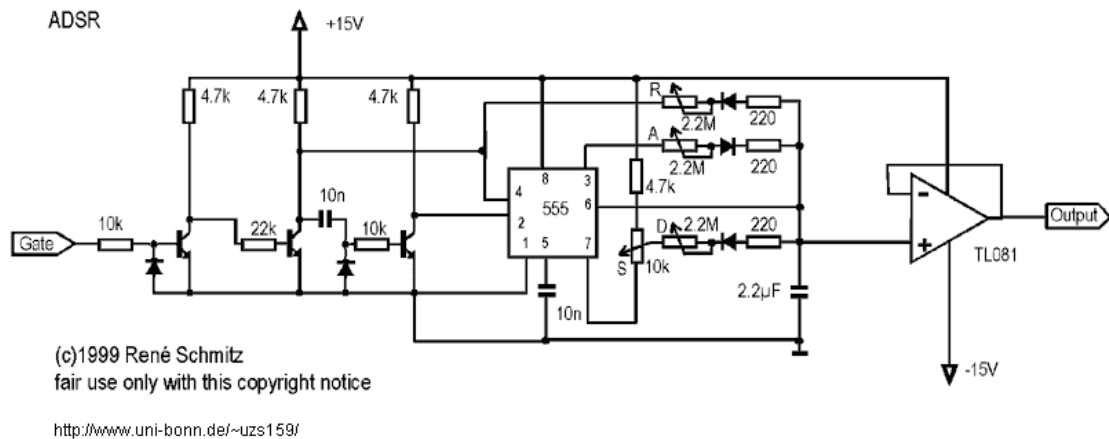 ADSR
+15V
4.7k 4.7k 4.7k
R
2.2M 220
A
2.2M 220
8 3
4 4.7k
10n 555 6
10k 22k 10k 2
Gate
1 5 7
D 2.2M 220
S 10k
- +
TL081
Output
10n
2.2µF
-15V
(c)1999 René Schmitz
fair use only with this copyright notice
http://www.uni-bonn.de/~uzs159/